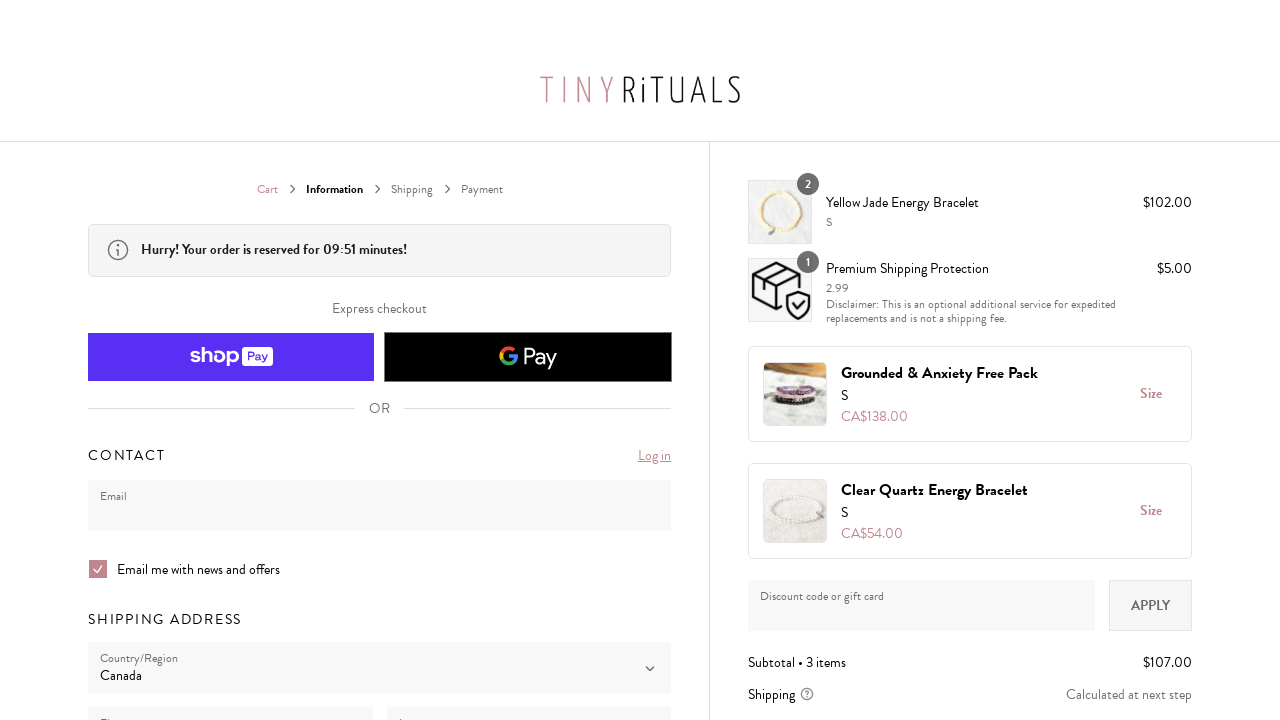 TINY RiTUALS
Cart
Information
Shipping
Payment
Hurry! Your order is reserved for 09:51 minutes!
Express checkout
shop Pay
G Pay
OR
CONTACT
Log in
Email
Email me with news and offers
SHIPPING ADDRESS
Country/Region
Canada
2
Yellow Jade Energy Bracelet
$102.00
S
1
Premium Shipping Protection
$5.00
2.99
Disclaimer: This is an optional additional service for expedited
replacements and is not a shipping fee.
Grounded & Anxiety Free Pack
S
CA$138.00
Size
Clear Quartz Energy Bracelet
S
CA$54.00
Size
Discount code or gift card
APPLY
Subtotal • 3 items
$107.00
Shipping
Calculated at next step